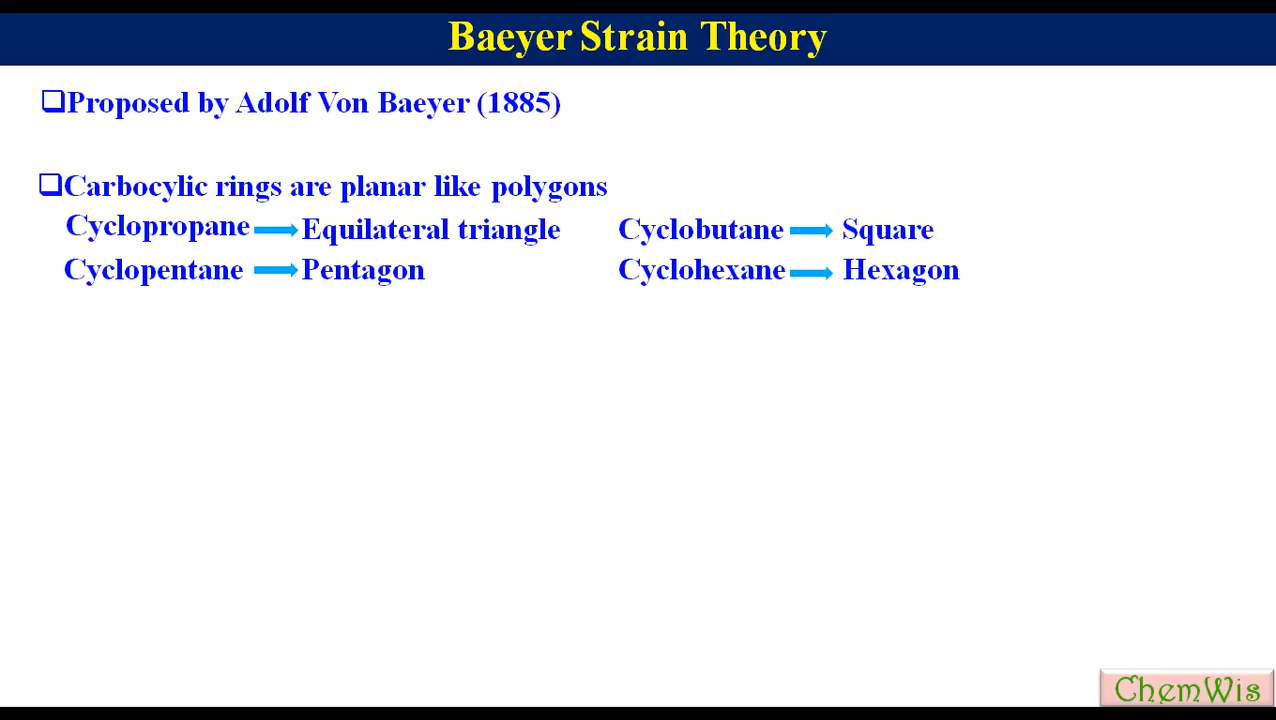 Baeyer Strain Theory
❑Proposed by Adolf Von Baeyer (1885)
❑Carbocylic rings are planar like polygons
Cyclopropane → Equilateral triangle Cyclobutane → Square
Cyclopentane → Pentagon Cyclohexane → Hexagon
ChemWis